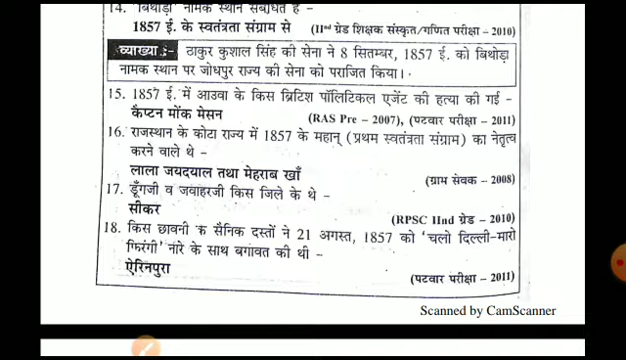 14. 'बिथोड़ा' नामक स्थान संबंधित है -
1857 ई. के स्वतंत्रता संग्राम से (IIⁿᵈ ग्रेड शिक्षक संस्कृत/गणित परीक्षा – 2010)
व्याख्या :- ठाकुर कुशाल सिंह की सेना ने 8 सितम्बर, 1857 ई. को बिथोड़ा
नामक स्थान पर जोधपुर राज्य की सेना को पराजित किया।
15. 1857 ई. में आउवा के किस ब्रिटिश पॉलिटिकल एजेंट की हत्या की गई –
कैप्टन मोंक मेसन (RAS Pre – 2007), (पटवार परीक्षा – 2011)
16. राजस्थान के कोटा राज्य में 1857 के महान् (प्रथम स्वतंत्रता संग्राम) का नेतृत्व
करने वाले थे –
लाला जयदयाल तथा मेहराब खाँ (ग्राम सेवक – 2008)
17. डूँगजी व जवाहरजी किस जिले के थे –
सीकर (RPSC IInd ग्रेड – 2010)
18. किस छावनी के सैनिक दस्तों ने 21 अगस्त, 1857 को 'चलो दिल्ली-मारो
फिरंगी' नारे के साथ बगावत की थी –
ऐरिनपुरा (पटवार परीक्षा – 2011)
Scanned by CamScanner